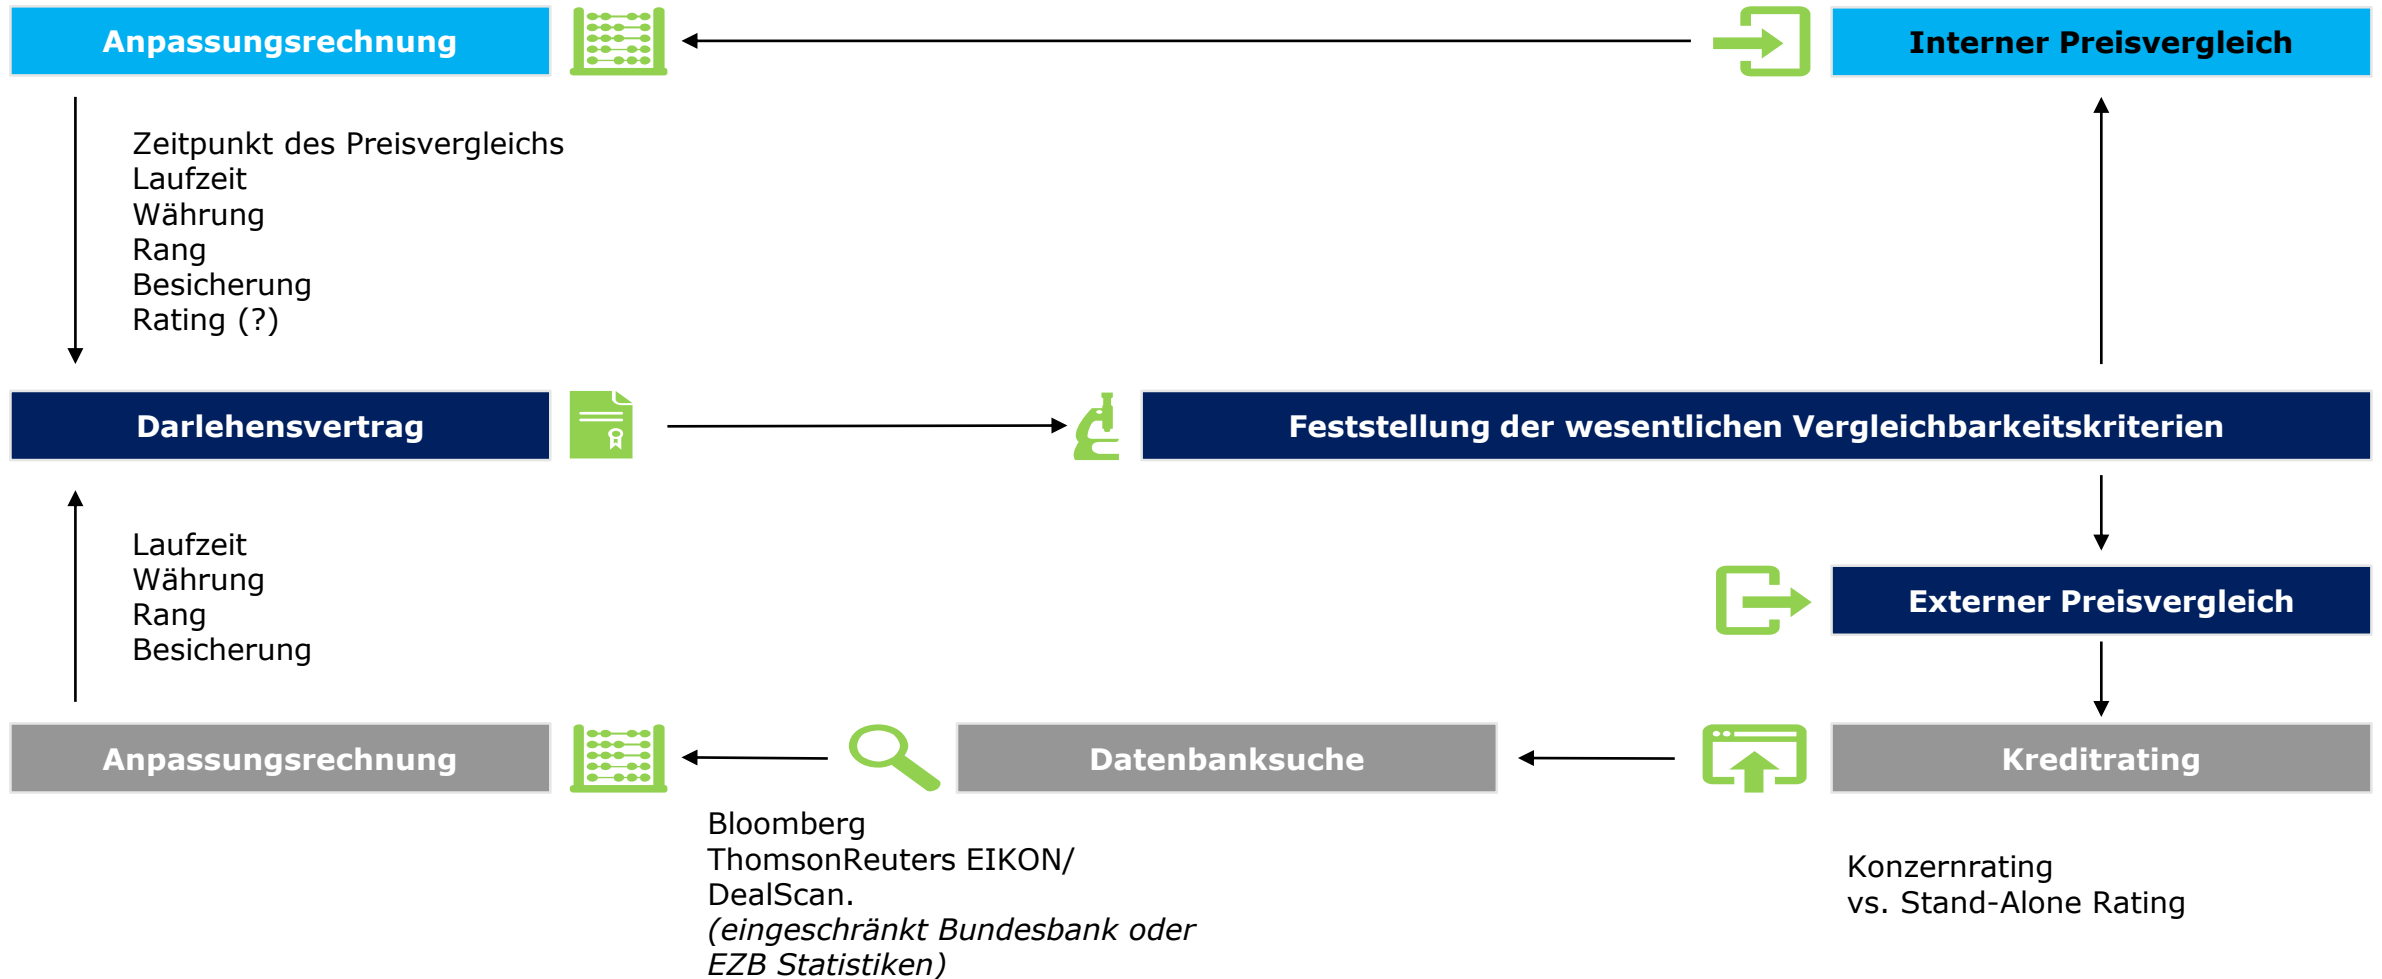 Anpassungsrechnung
Interner Preisvergleich
Zeitpunkt des Preisvergleichs
Laufzeit
Währung
Rang
Besicherung
Rating (?)
Darlehensvertrag
Feststellung der wesentlichen Vergleichbarkeitskriterien
Laufzeit
Währung
Rang
Besicherung
Externer Preisvergleich
Anpassungsrechnung
Datenbanksuche
Kreditrating
Bloomberg
ThomsonReuters EIKON/
DealScan.
(eingeschränkt Bundesbank oder
EZB Statistiken)
Konzernrating
vs. Stand-Alone Rating